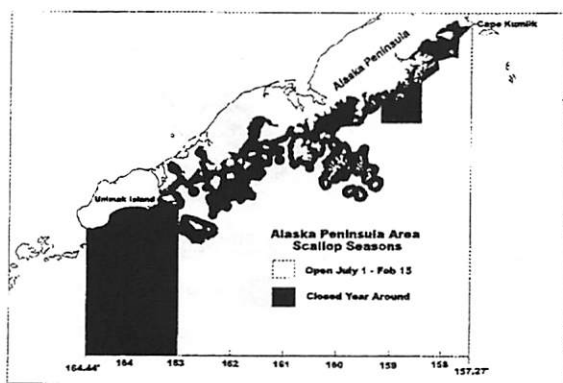 Cape Kumlik
Alaska Peninsula
Unimak Island
Alaska Peninsula Area
Scallop Seasons
Open July 1 - Feb 15
Closed Year Around
164.44° 164 163 162 161 160 159 158 157.27°